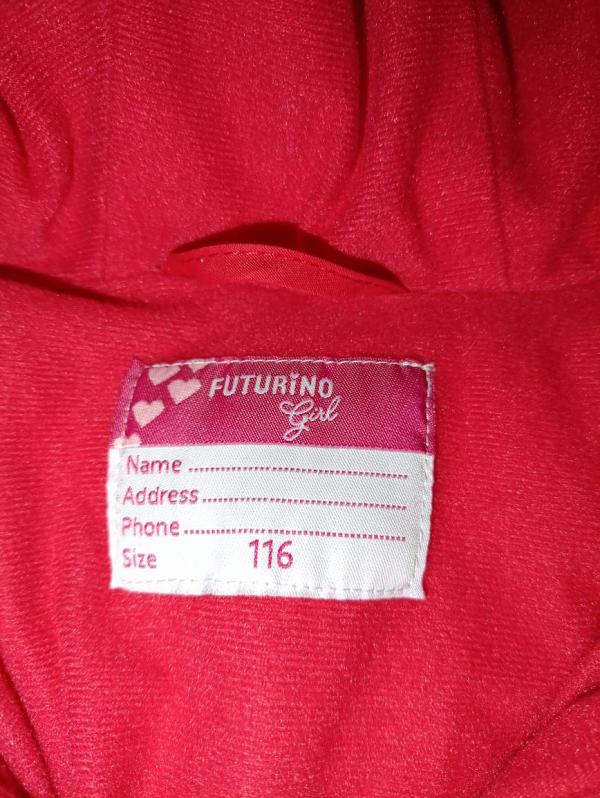 FUTURINO
Girl
Name ........................................
Address........................................
Phone........................................
Size 116